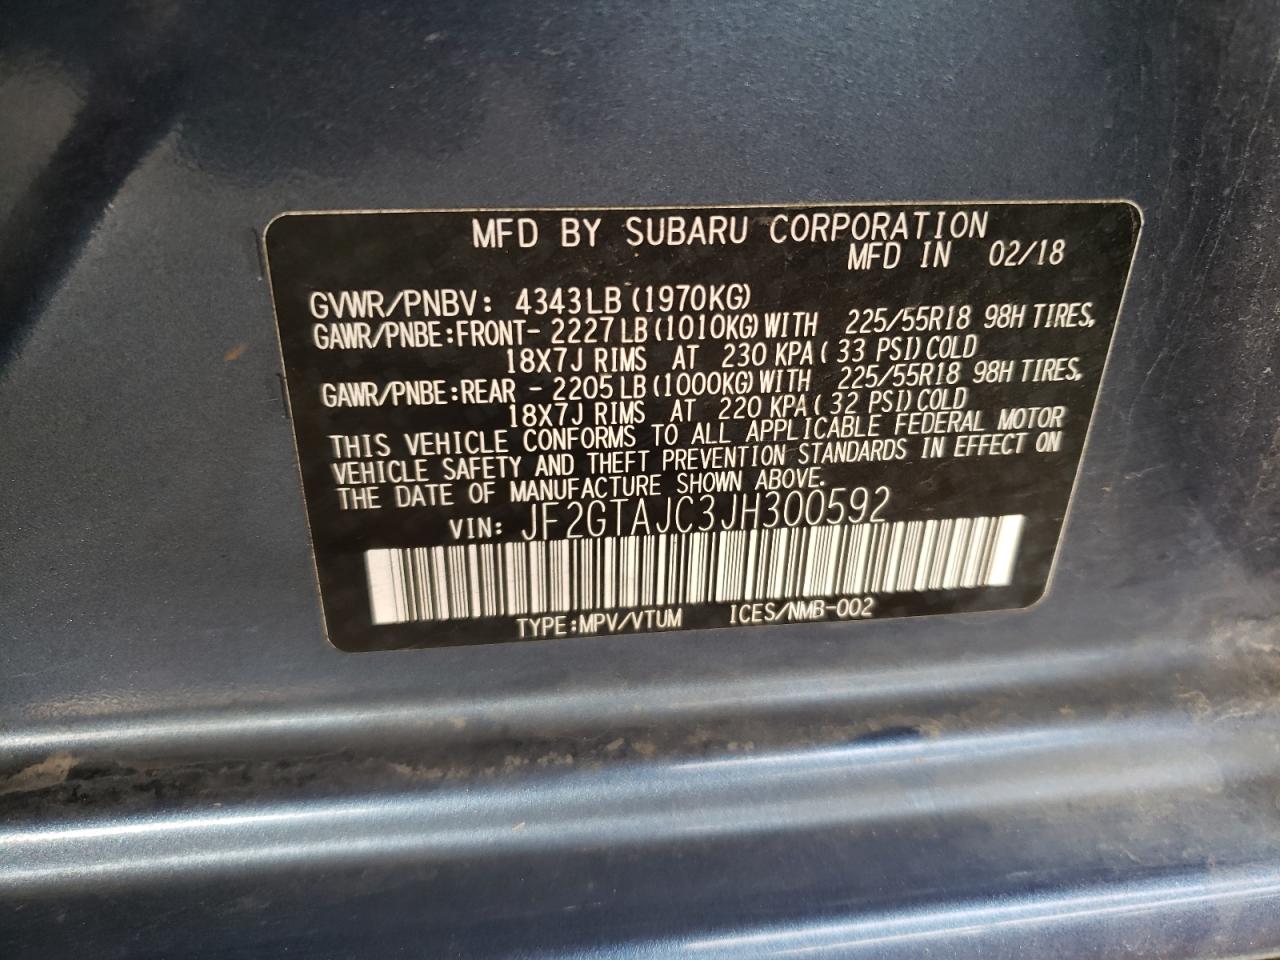 MFD BY SUBARU CORPORATION
MFD IN 02/18
GVWR/PNBV: 4343LB(1970KG)
GAWR/PNBE:FRONT- 2227LB(1010KG)WITH 225/55R18 98H TIRES,
18X7J RIMS AT 230 KPA( 33 PSI)COLD
GAWR/PNBE:REAR - 2205LB(1000KG)WITH 225/55R18 98H TIRES,
18X7J RIMS AT 220 KPA( 32 PSI)COLD
THIS VEHICLE CONFORMS TO ALL APPLICABLE FEDERAL MOTOR
VEHICLE SAFETY AND THEFT PREVENTION STANDARDS IN EFFECT ON
THE DATE OF MANUFACTURE SHOWN ABOVE.
VIN: JF2GTAJC3JH300592
TYPE:MPV/VTUM ICES/NMB-002